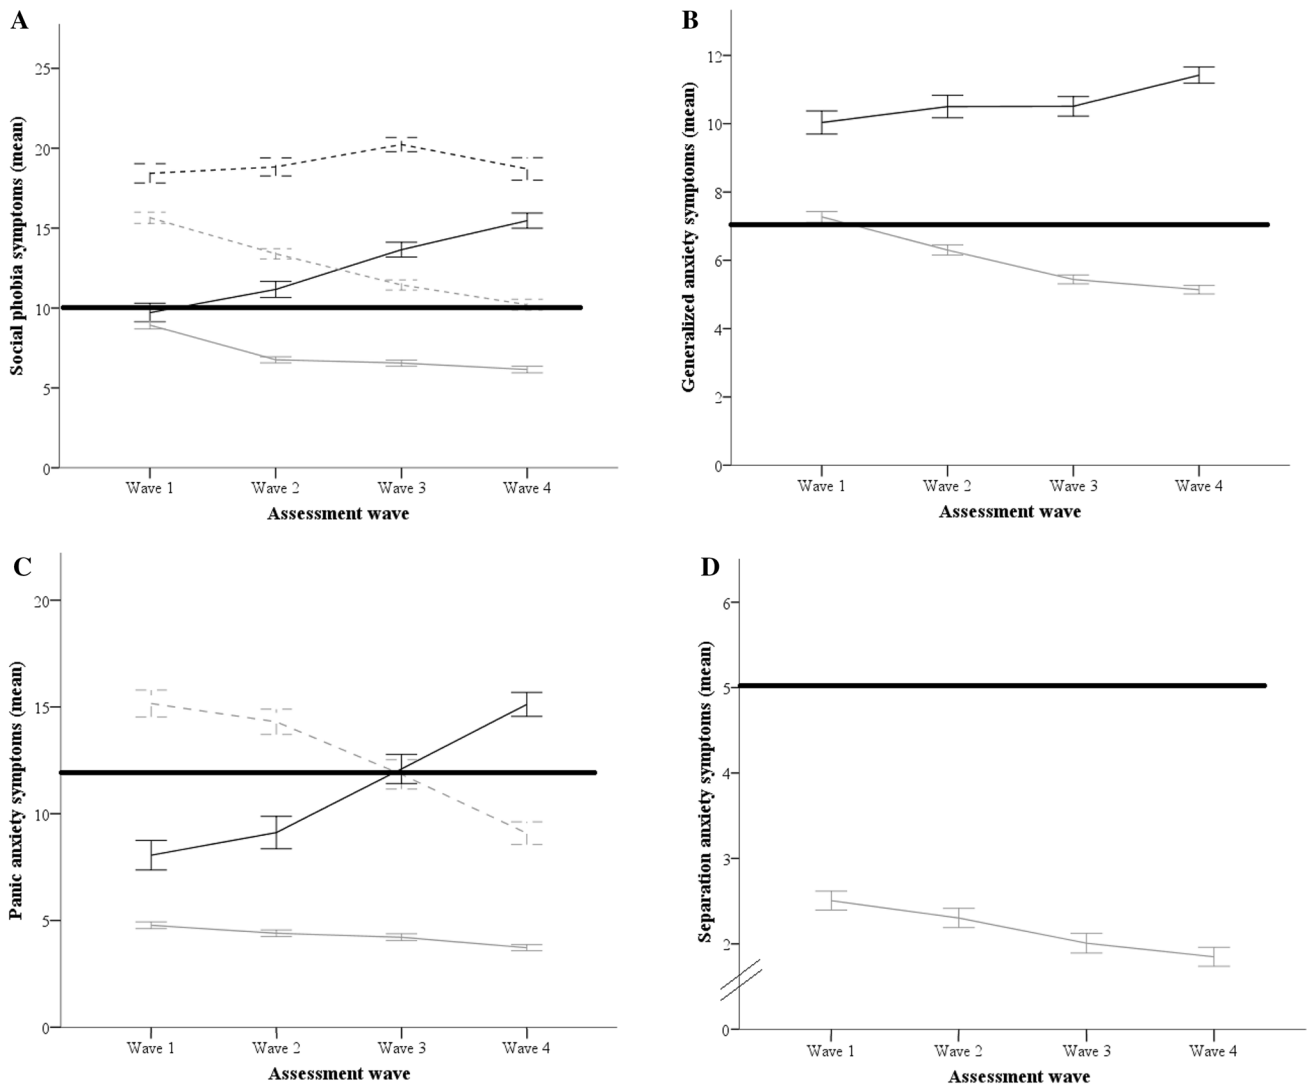 A
Social phobia symptoms (mean)
25
20
15
10
5
0
Wave 1 Wave 2 Wave 3 Wave 4
Assessment wave
B
Generalized anxiety symptoms (mean)
12
10
8
6
4
2
0
Wave 1 Wave 2 Wave 3 Wave 4
Assessment wave
C
Panic anxiety symptoms (mean)
20
15
10
5
0
Wave 1 Wave 2 Wave 3 Wave 4
Assessment wave
D
Separation anxiety symptoms (mean)
6
5
4
3
2
0
Wave 1 Wave 2 Wave 3 Wave 4
Assessment wave